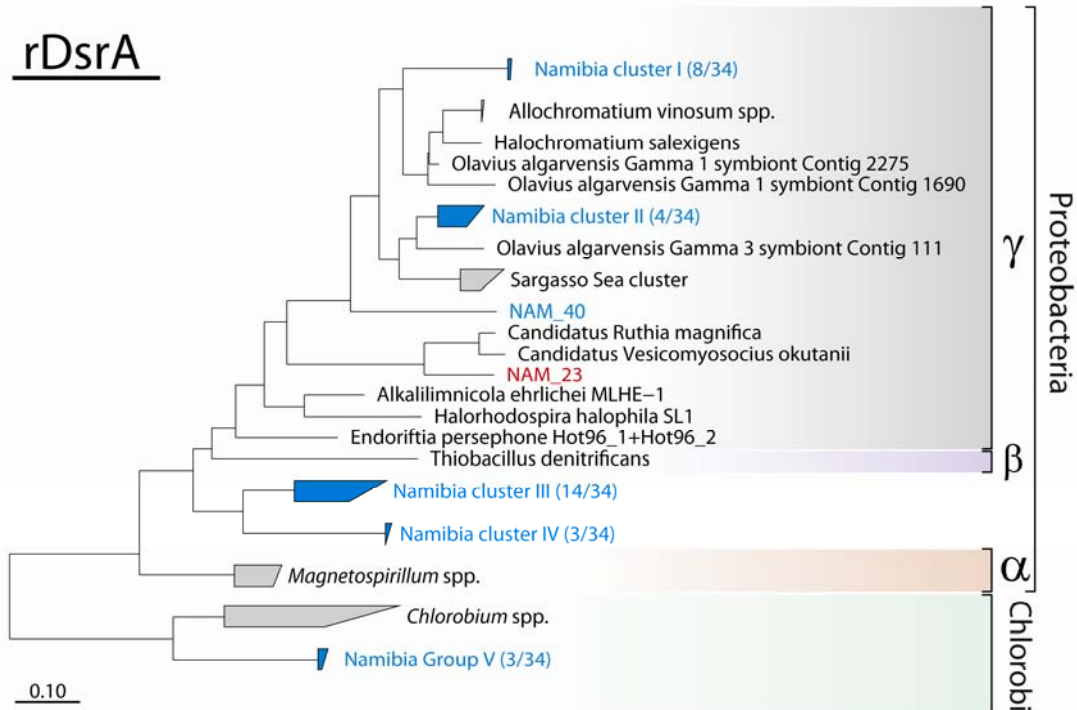 rDsrA
Namibia cluster I (8/34)
Allochromatium vinosum spp.
Halochromatium salexigens
Olavius algarvensis Gamma 1 symbiont Contig 2275
Olavius algarvensis Gamma 1 symbiont Contig 1690
Namibia cluster II (4/34)
Olavius algarvensis Gamma 3 symbiont Contig 111
Sargasso Sea cluster
NAM_40
Candidatus Ruthia magnifica
Candidatus Vesicomyosocius okutanii
NAM_23
Alkalilimnicola ehrlichei MLHE−1
Halorhodospira halophila SL1
Endoriftia persephone Hot96_1+Hot96_2
Thiobacillus denitrificans
Namibia cluster III (14/34)
Namibia cluster IV (3/34)
Magnetospirillum spp.
Chlorobium spp.
Namibia Group V (3/34)
0.10
γ
β
α
Proteobacteria
Chlorobi